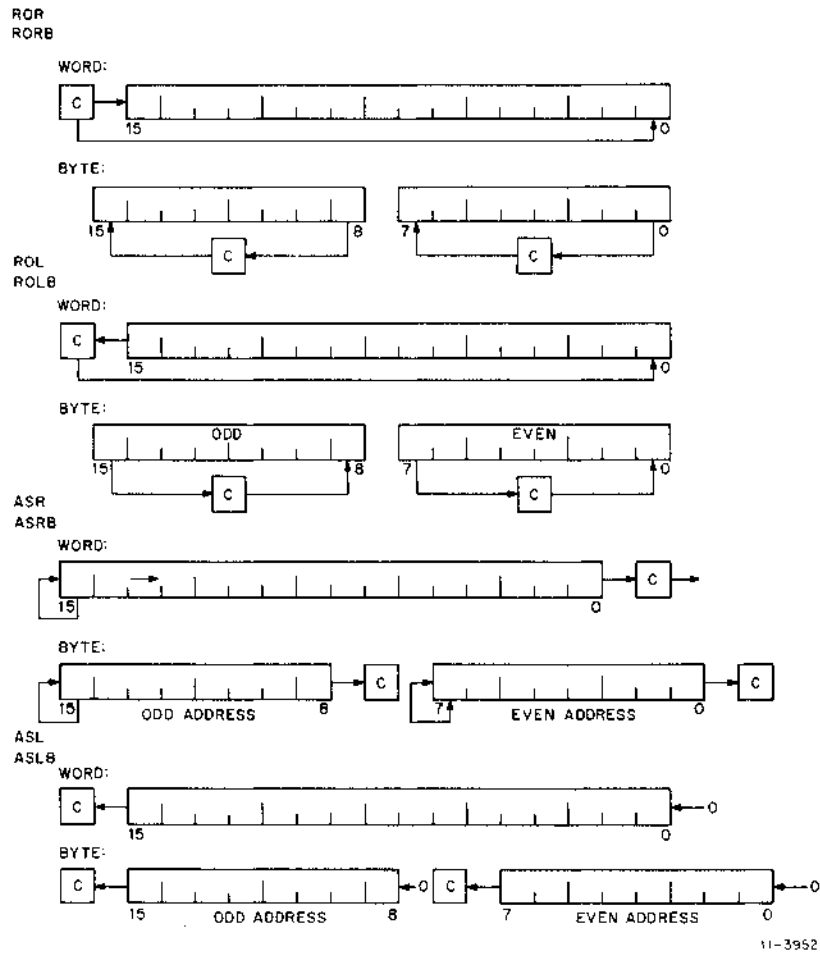 ROR
RORB
WORD:
C
15 0
BYTE:
15 8 7 0
C C
ROL
ROLB
WORD:
C
15 0
BYTE:
ODD EVEN
15 8 7 0
C C
ASR
ASRB
WORD:
C
15 0
BYTE:
C C
15 ODD ADDRESS 8 7 EVEN ADDRESS 0
ASL
ASLB
WORD:
C 0
15 0
BYTE:
C 0 C 0
15 ODD ADDRESS 8 7 EVEN ADDRESS 0
11-3952